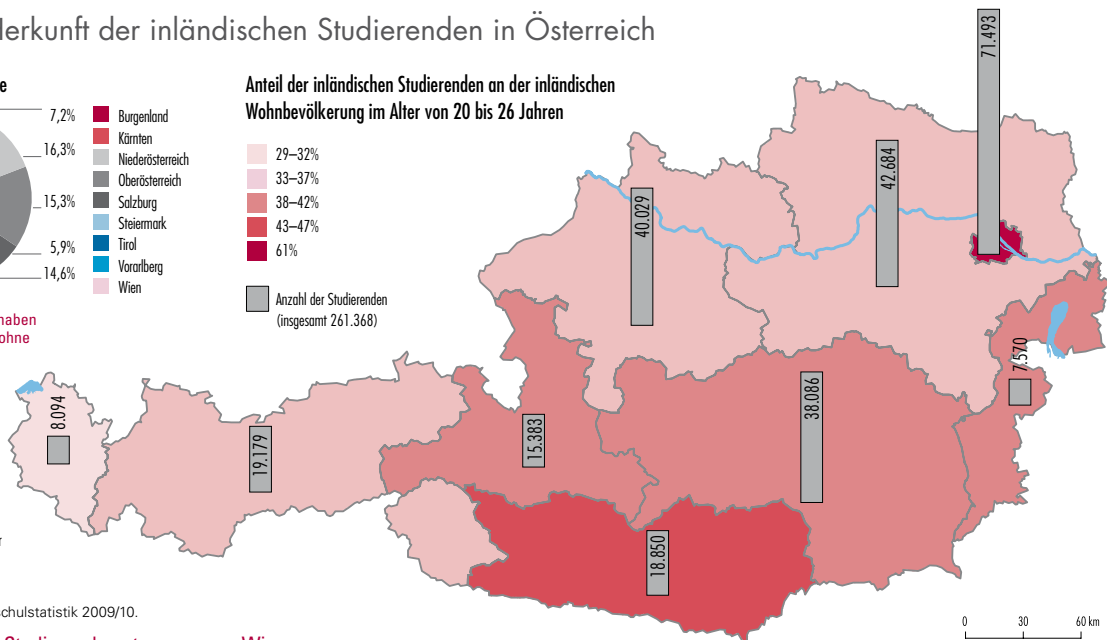 Herkunft der inländischen Studierenden in Österreich
7,2%
16,3%
15,3%
5,9%
14,6%
Burgenland
Kärnten
Niederösterreich
Oberösterreich
Salzburg
Steiermark
Tirol
Vorarlberg
Wien
haben
ohne
Anteil der inländischen Studierenden an der inländischen
Wohnbevölkerung im Alter von 20 bis 26 Jahren
29–32%
33–37%
38–42%
43–47%
61%
Anzahl der Studierenden
(insgesamt 261.368)
71.493
42.684
40.029
7.570
38.086
15.383
19.179
8.094
18.850
0 30 60 km
schulstatistik 2009/10.